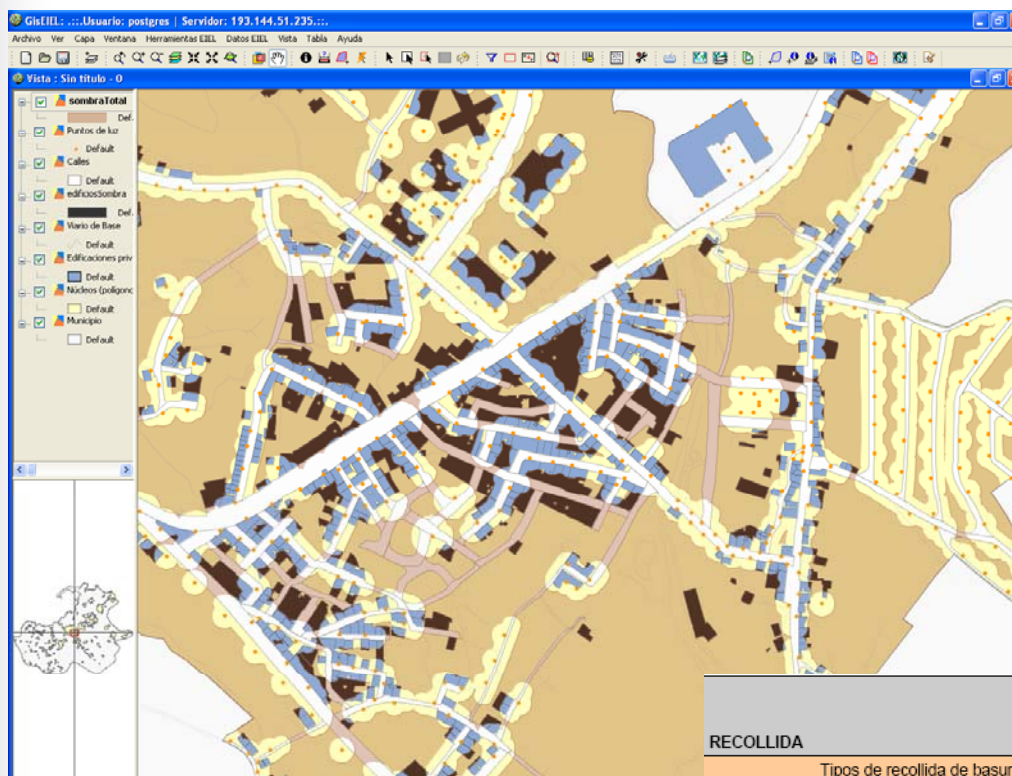 GisEIEL: .::.Usuario: postgres | Servidor: 193.144.51.235.::.
Archivo Ver Capa Ventana Herramientas EIEL Datos EIEL Vista Tabla Ayuda
Vista : Sin título - 0
sombraTotal
Def.
Puntos de luz
Default
Calles
Default
edificiosSombra
Def.
Viario de Base
Default
Edificaciones priv
Default
Núcleos (polígono
Default
Municipio
Default
RECOLLIDA
Tipos de recollida de basur